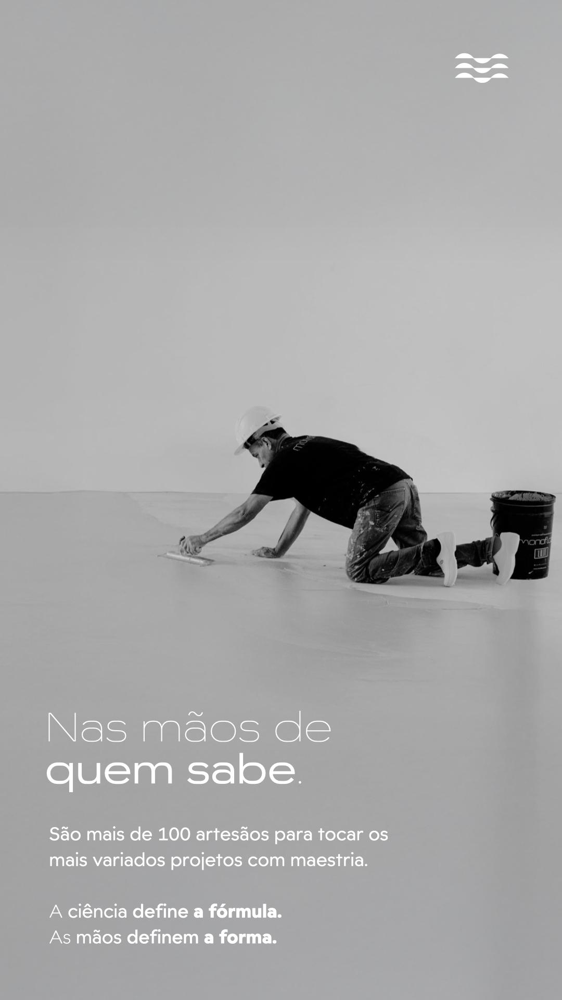 Nas mãos de
quem sabe.
São mais de 100 artesãos para tocar os
mais variados projetos com maestria.
A ciência define a fórmula.
As mãos definem a forma.